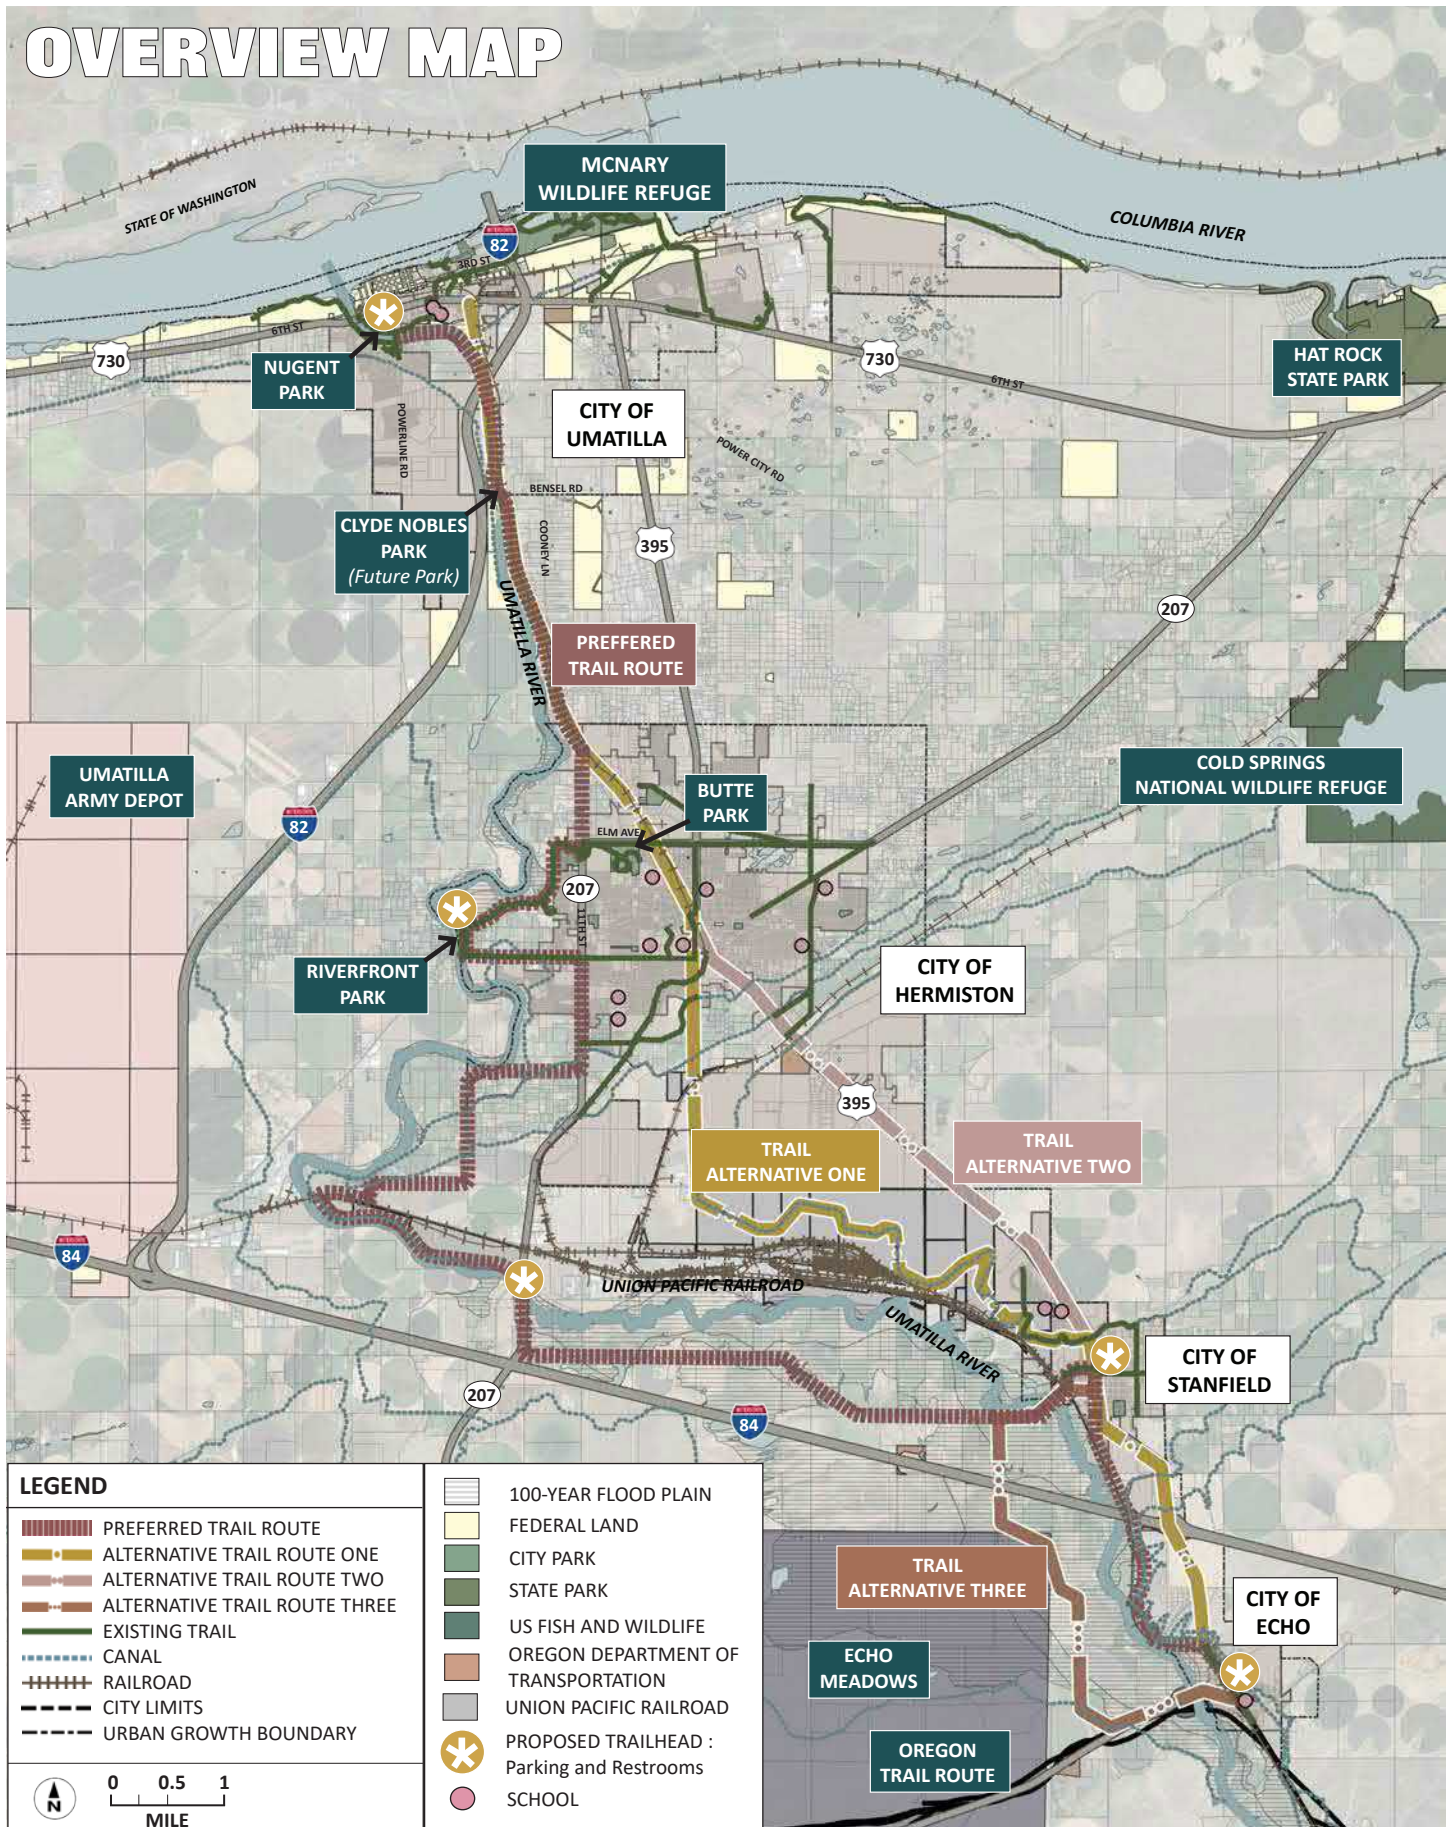 OVERVIEW MAP
MCNARY
WILDLIFE REFUGE
STATE OF WASHINGTON
COLUMBIA RIVER
82
3RD ST
6TH ST
730
NUGENT
PARK
730
6TH ST
HAT ROCK
STATE PARK
POWERLINE RD
CITY OF
UMATILLA
POWER CITY RD
BENSEL RD
CLYDE NOBLES
PARK
(Future Park)
COONEY LN
395
UMATILLA RIVER
207
PREFFERED
TRAIL ROUTE
UMATILLA
ARMY DEPOT
COLD SPRINGS
NATIONAL WILDLIFE REFUGE
BUTTE
PARK
82
ELM AVE
207
11TH ST
RIVERFRONT
PARK
CITY OF
HERMISTON
395
TRAIL
ALTERNATIVE ONE
TRAIL
ALTERNATIVE TWO
84
UNION PACIFIC RAILROAD
UMATILLA RIVER
CITY OF
STANFIELD
207
84
TRAIL
ALTERNATIVE THREE
CITY OF
ECHO
ECHO
MEADOWS
OREGON
TRAIL ROUTE
LEGEND
PREFERRED TRAIL ROUTE
ALTERNATIVE TRAIL ROUTE ONE
ALTERNATIVE TRAIL ROUTE TWO
ALTERNATIVE TRAIL ROUTE THREE
EXISTING TRAIL
CANAL
RAILROAD
CITY LIMITS
URBAN GROWTH BOUNDARY
N
0 0.5 1
MILE
100-YEAR FLOOD PLAIN
FEDERAL LAND
CITY PARK
STATE PARK
US FISH AND WILDLIFE
OREGON DEPARTMENT OF
TRANSPORTATION
UNION PACIFIC RAILROAD
PROPOSED TRAILHEAD :
Parking and Restrooms
SCHOOL